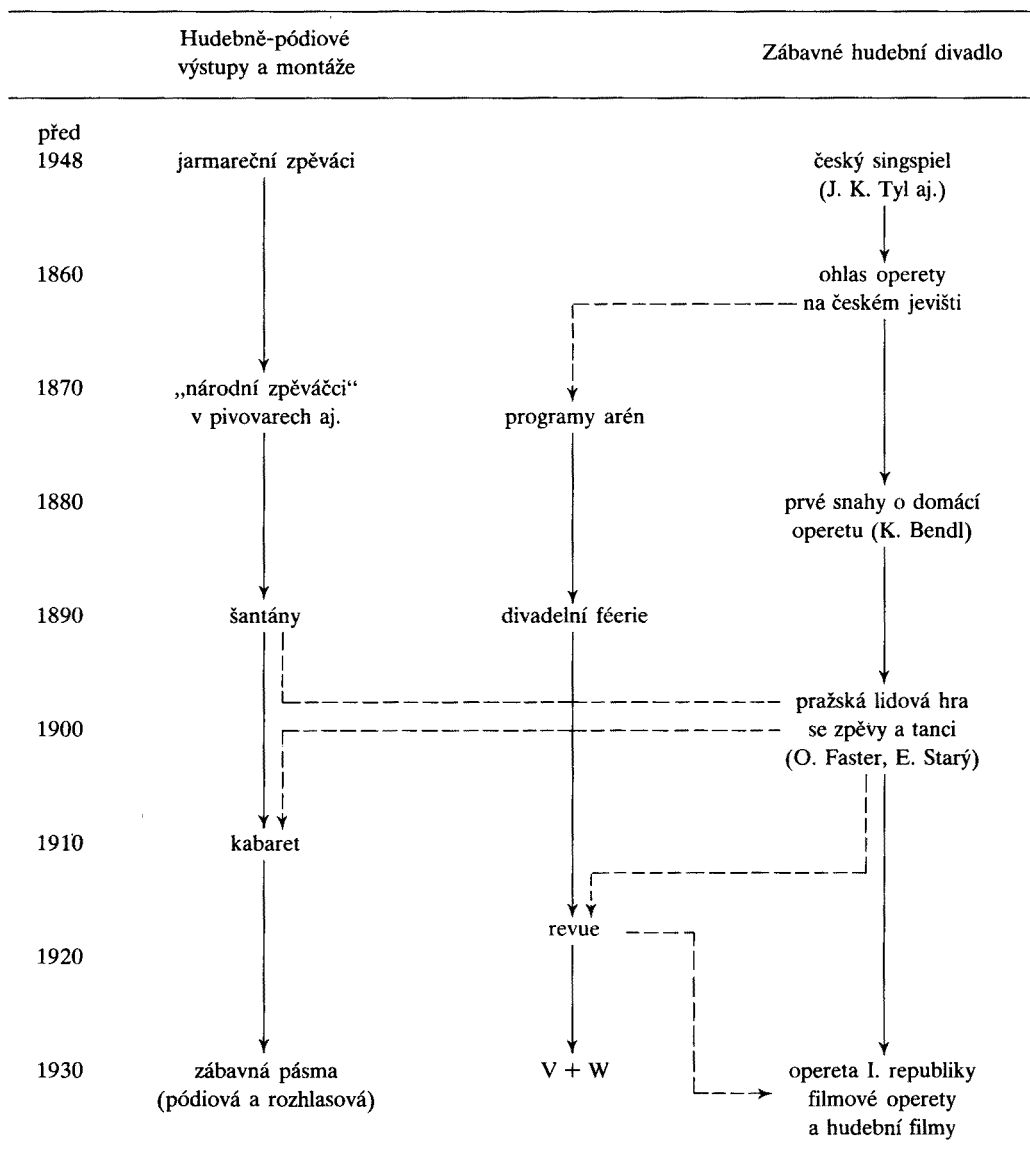 Hudebně-pódiové
výstupy a montáže
Zábavné hudební divadlo
před
1948
jarmareční zpěváci
český singspiel
(J. K. Tyl aj.)
1860
ohlas operety
na českém jevišti
1870
„národní zpěváčci“
v pivovarech aj.
programy arén
1880
prvé snahy o domácí
operetu (K. Bendl)
1890
šantány
divadelní féerie
pražská lidová hra
1900
se zpěvy a tanci
(O. Faster, E. Starý)
1910
kabaret
revue
1920
1930
zábavná pásma
(pódiová a rozhlasová)
V + W
opereta I. republiky
filmové operety
a hudební filmy